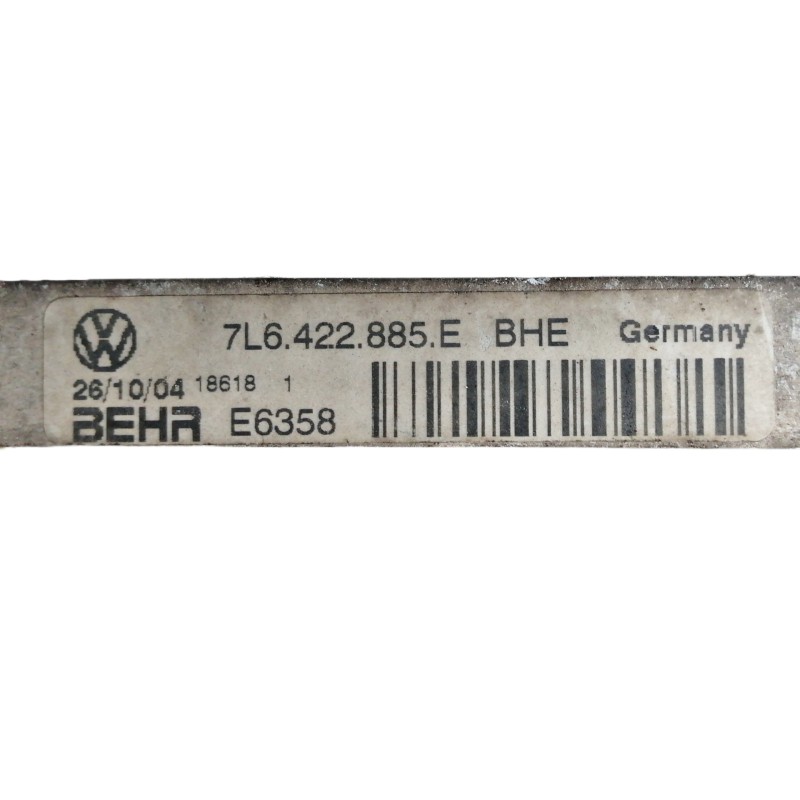 7L6.422.885.E BHE Germany
26/10/04 18618 1
BEHR E6358